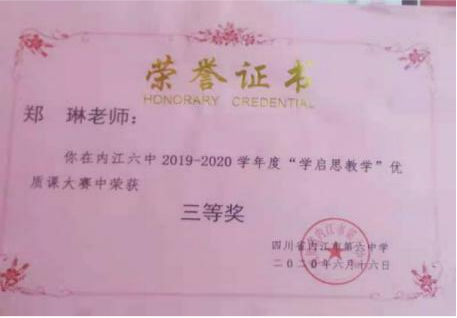 荣誉证书
HONORARY CREDENTIAL
郑 琳老师：
你在内江六中 2019-2020 学年度“学启思教学”优
质课大赛中荣获
三等奖
四川省内江市第六中学
二0二0年六月十六日